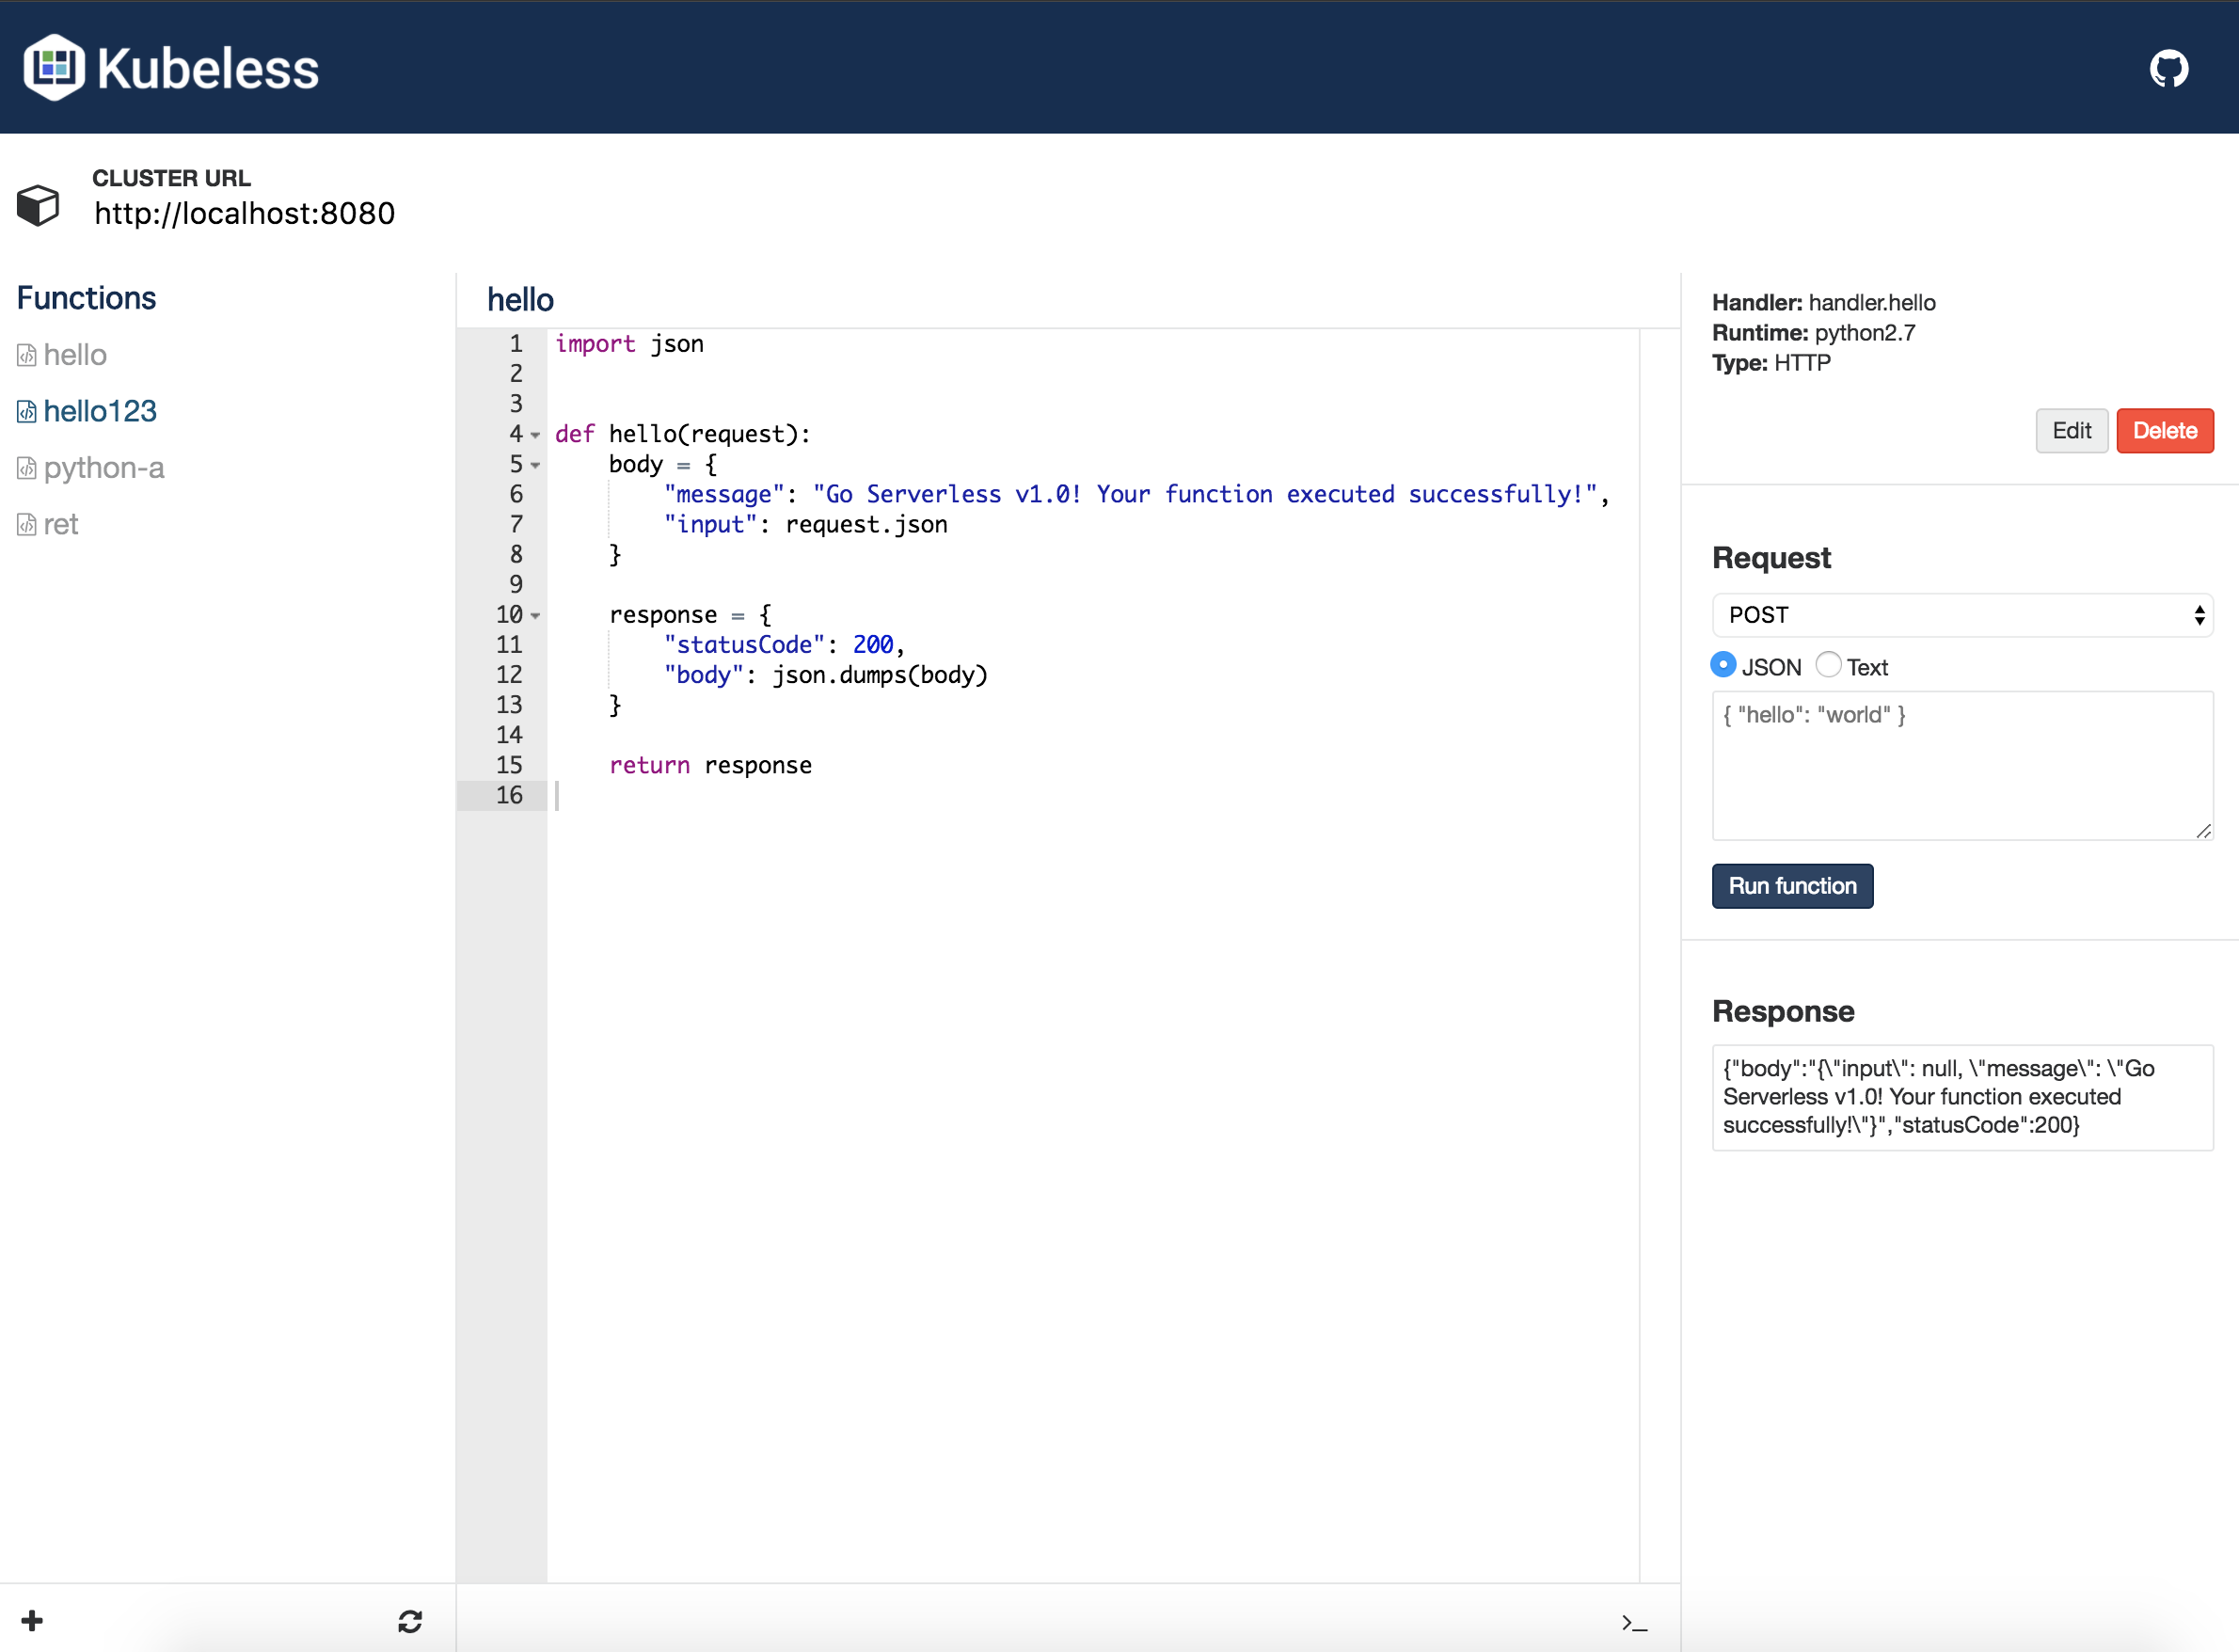 Kubeless
CLUSTER URL
http://localhost:8080
Functions
hello
hello123
python-a
ret
hello
1 import json
2
3
4 def hello(request):
5     body = {
6         "message": "Go Serverless v1.0! Your function executed successfully!",
7         "input": request.json
8     }
9
10     response = {
11         "statusCode": 200,
12         "body": json.dumps(body)
13     }
14
15     return response
16
Handler: handler.hello
Runtime: python2.7
Type: HTTP
Edit Delete
Request
POST
JSON Text
{ "hello": "world" }
Run function
Response
{"body":"{\"input\": null, \"message\": \"Go
Serverless v1.0! Your function executed
successfully!\"}","statusCode":200}